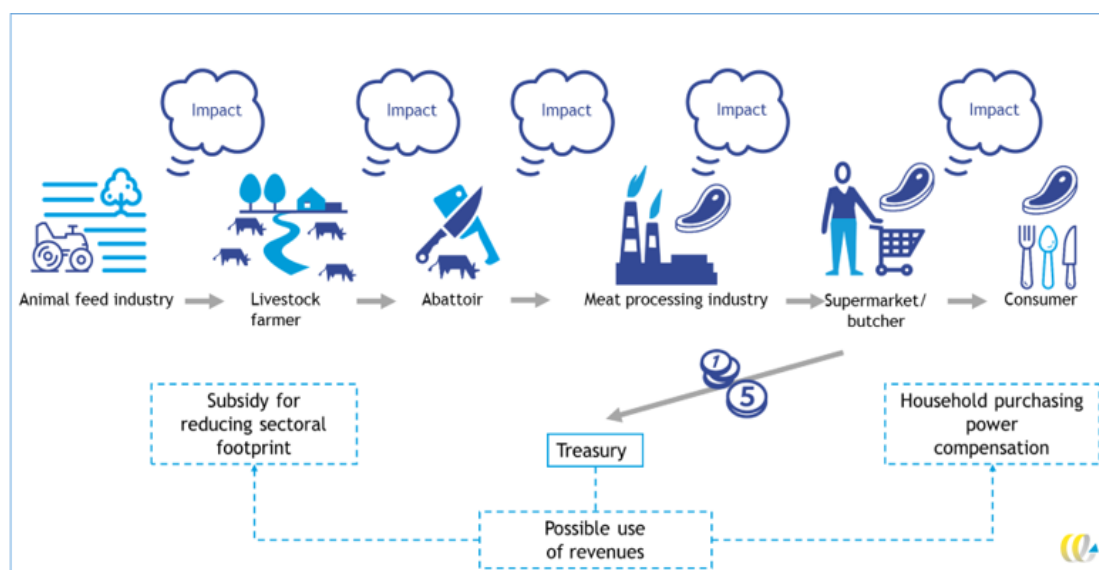 Impact
Impact
Impact
Impact
Impact
Animal feed industry
Livestock
farmer
Abattoir
Meat processing industry
Supermarket/
butcher
Consumer
1
5
Subsidy for
reducing sectoral
footprint
Treasury
Household purchasing
power
compensation
Possible use
of revenues